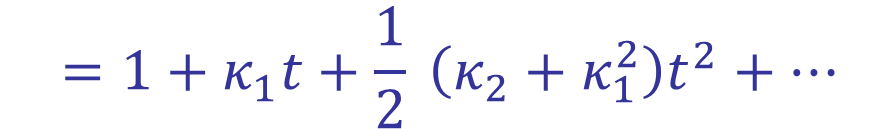 = 1 + κ₁t + 1/2 (κ₂ + κ₁²)t² + ⋯